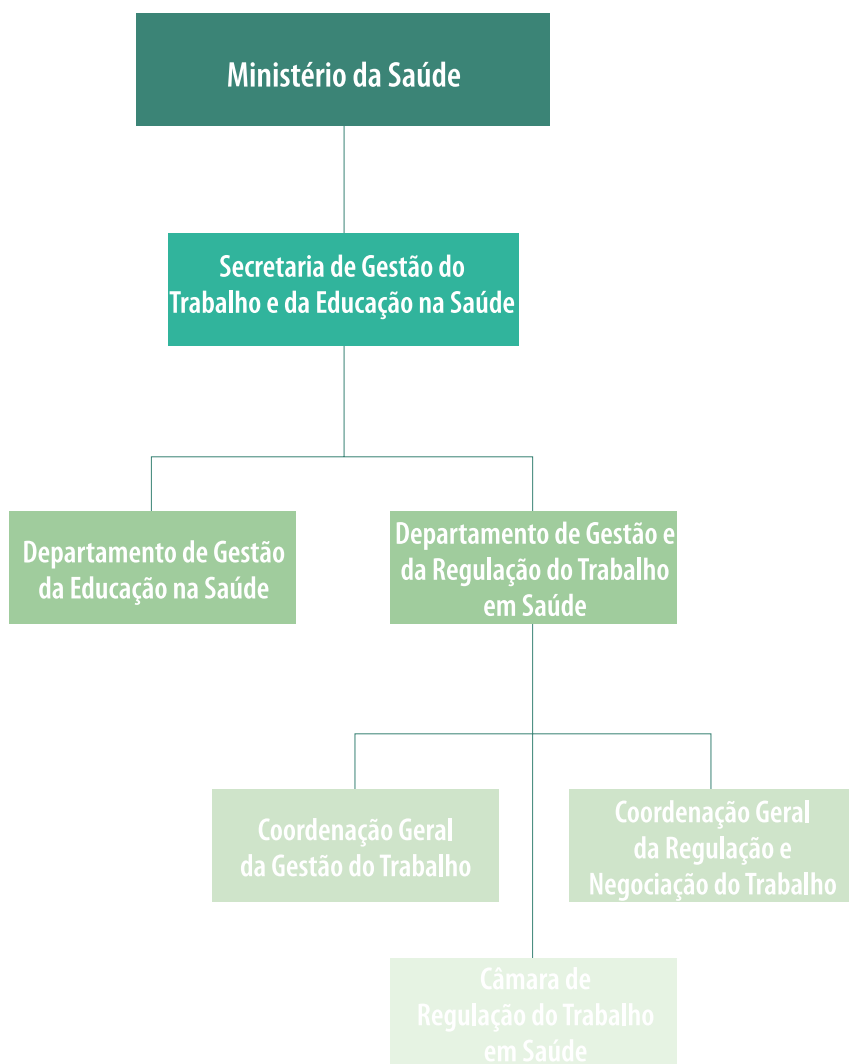 Ministério da Saúde
Secretaria de Gestão do
Trabalho e da Educação na Saúde
Departamento de Gestão
da Educação na Saúde
Departamento de Gestão e
da Regulação do Trabalho
em Saúde
Coordenação Geral
da Gestão do Trabalho
Coordenação Geral
da Regulação e
Negociação do Trabalho
Câmara de
Regulação do Trabalho
em Saúde